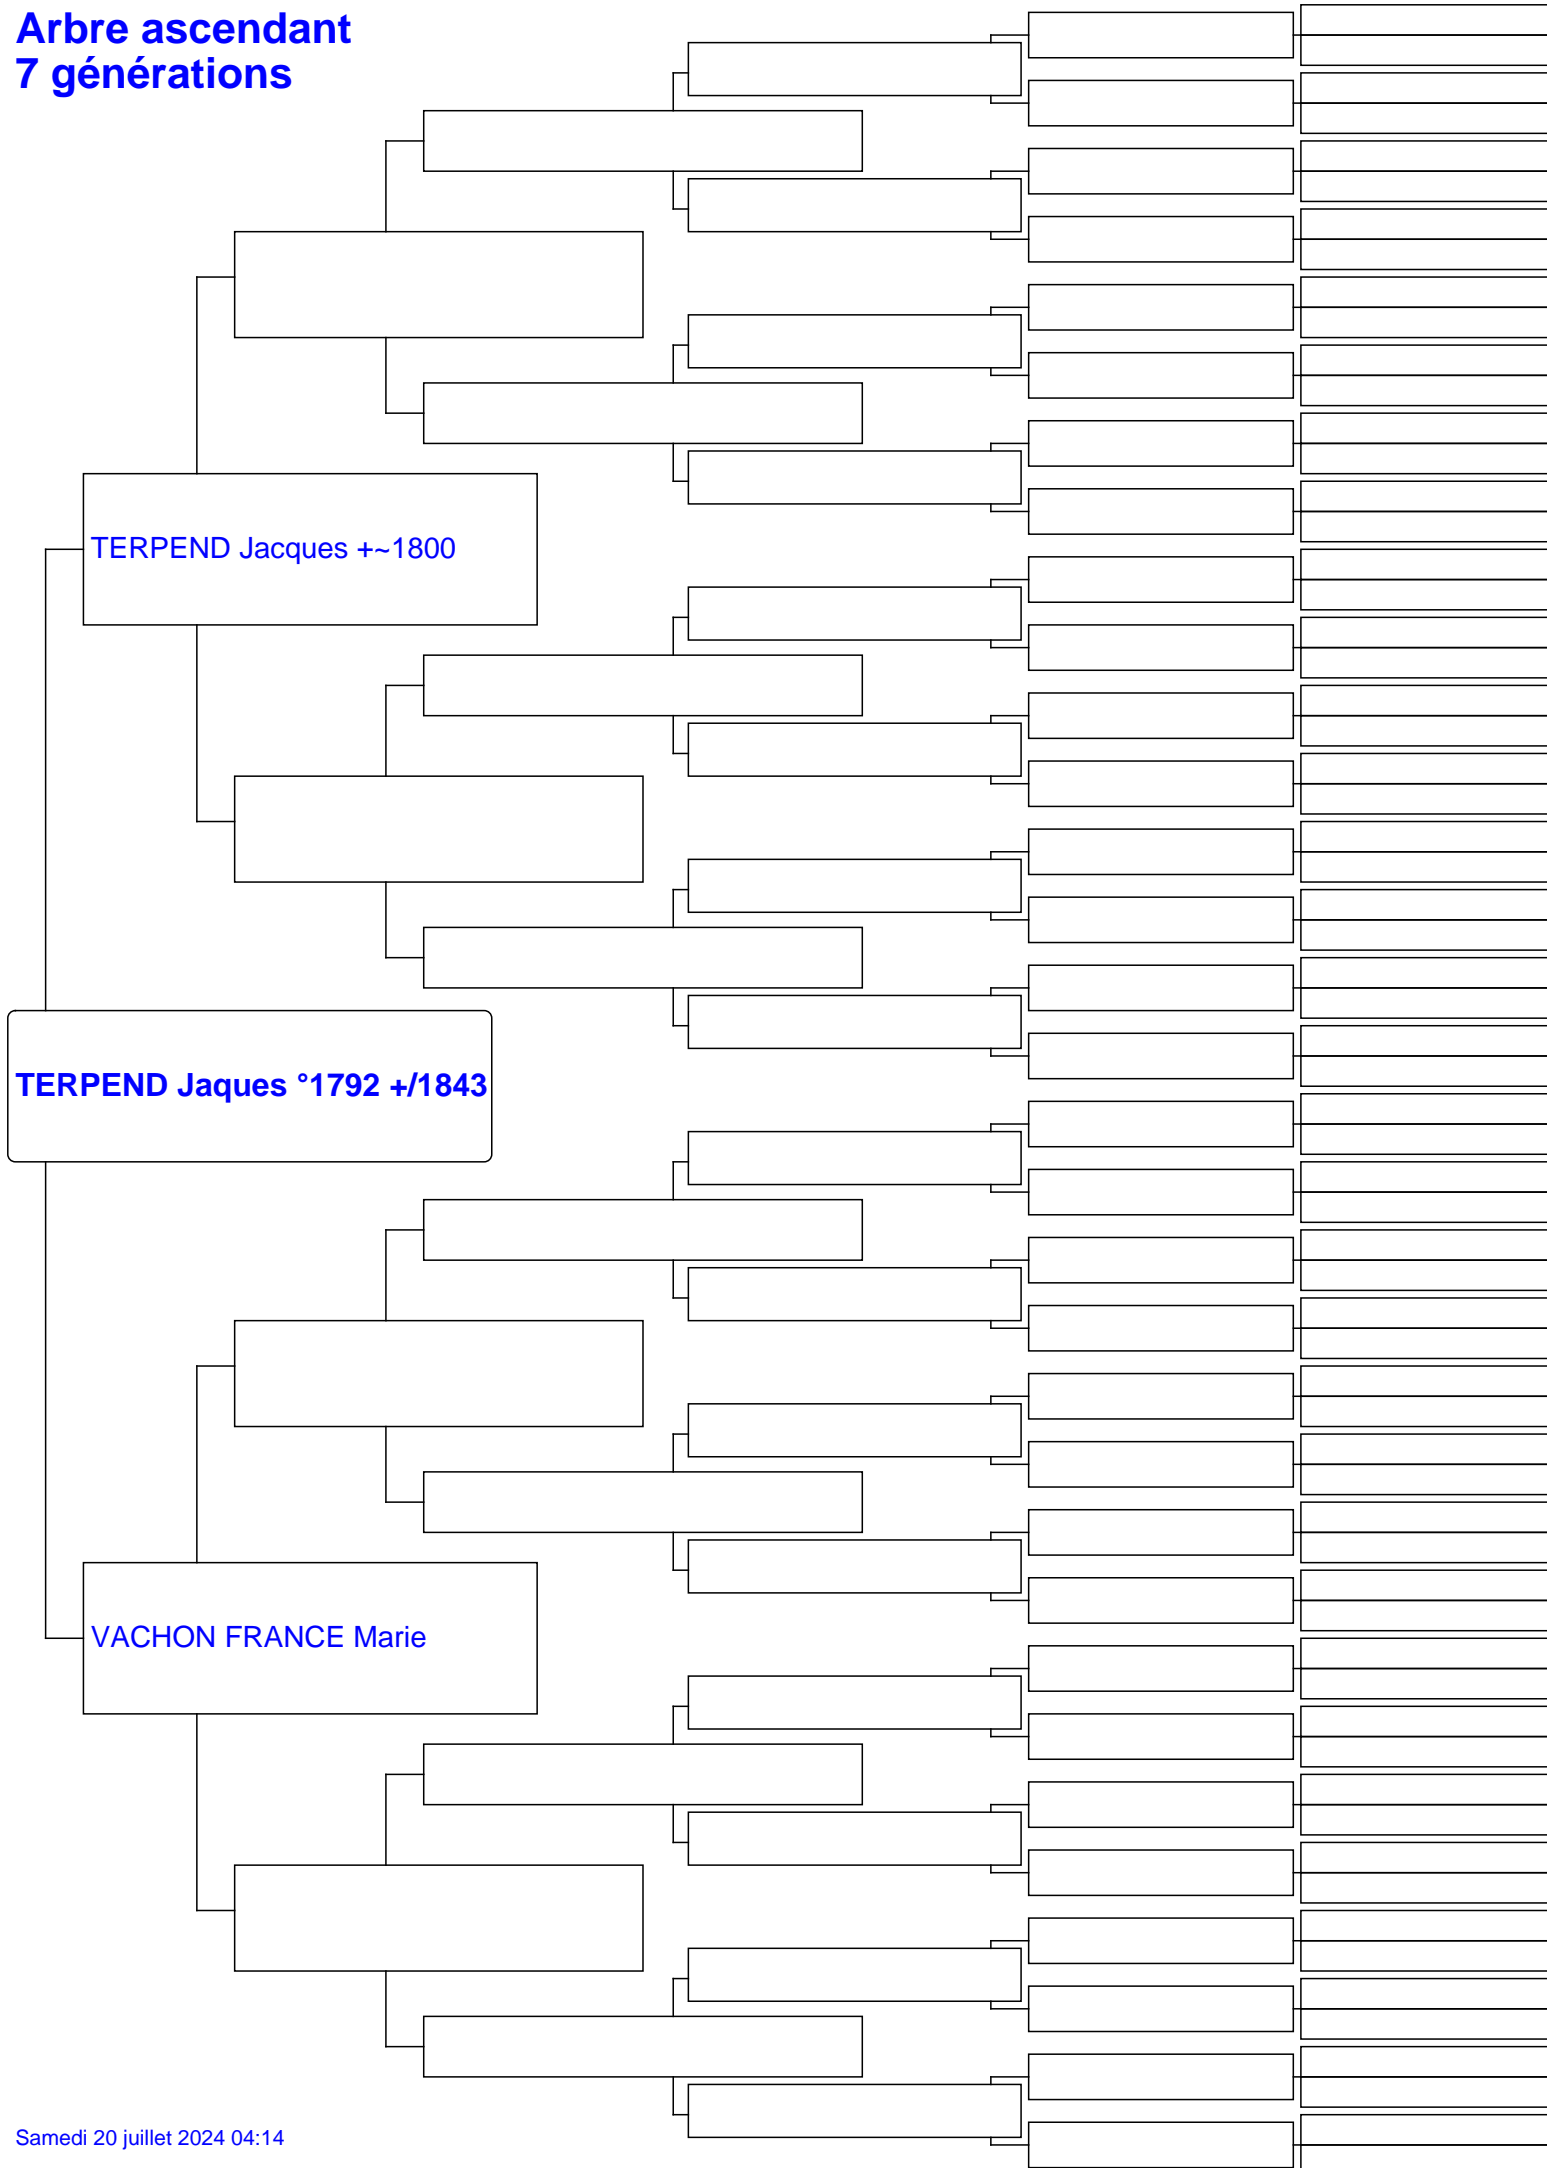 Arbre ascendant
7 générations
TERPEND Jacques +~1800
TERPEND Jaques °1792 +/1843
VACHON FRANCE Marie
Samedi 20 juillet 2024 04:14